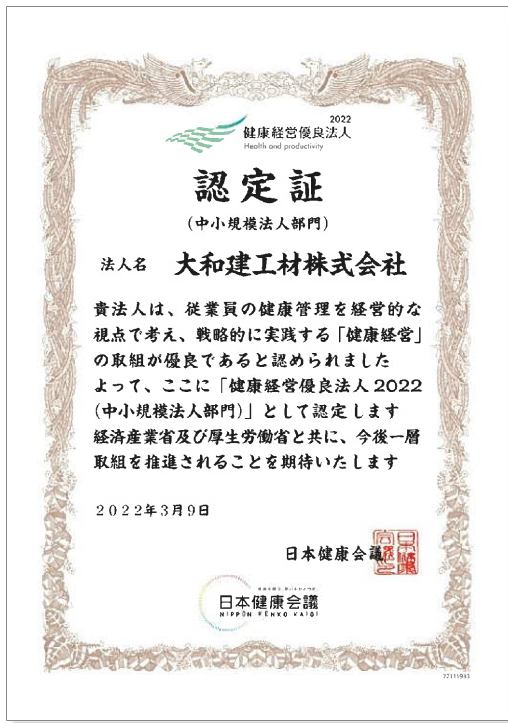 2022
健康経営優良法人
Health and productivity
認定証
(中小規模法人部門)
法人名 大和建工材株式会社
貴法人は、従業員の健康管理を経営的な
視点で考え、戦略的に実践する「健康経営」
の取組が優良であると認められました
よって、ここに「健康経営優良法人2022
(中小規模法人部門)」として認定します
経済産業省及び厚生労働省と共に、今後一層
取組を推進されることを期待いたします
2022年3月9日
日本健康会議
日本健康会議
NIPPON KENKO KAIGI